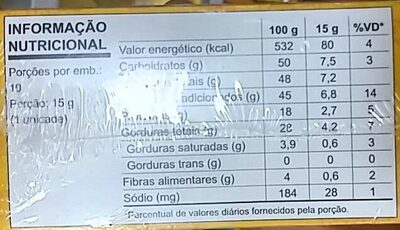 INFORMAÇÃO
NUTRICIONAL
Porções por emb.:
10
Porção: 15 g
(1 unidade)
100 g 15 g %VD*
Valor energético (kcal) 532 80 4
Carboidratos (g) 50 7,5 3
48 7,2
45 6,8 14
18 2,7 5
Gorduras totais (g) 28 4,2 7
Gorduras saturadas (g) 3,9 0,6 3
Gorduras trans (g) 0 0 0
Fibras alimentares (g) 4 0,6 2
Sódio (mg) 184 28 1
*Percentual de valores diários fornecidos pela porção.